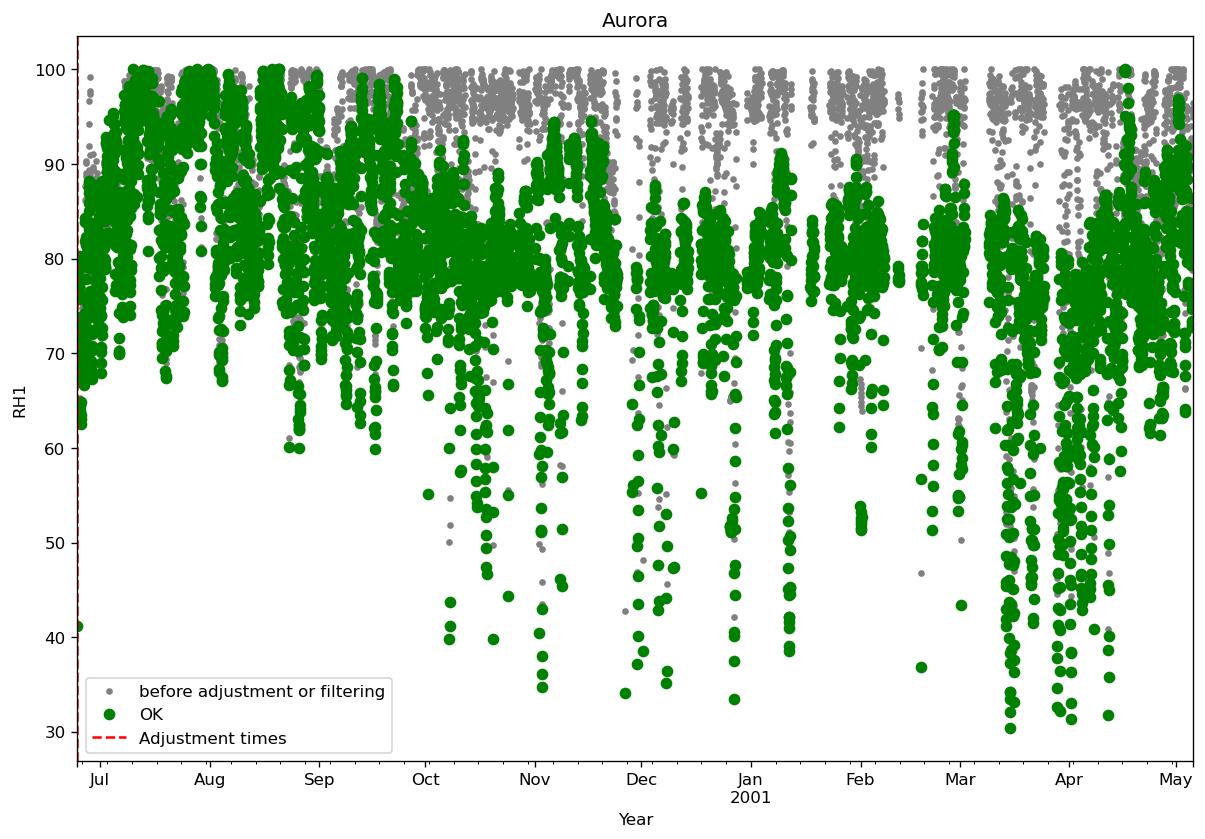 Aurora
RH1
100
90
80
70
60
50
40
30
before adjustment or filtering
OK
Adjustment times
Jul Aug Sep Oct Nov Dec Jan Feb Mar Apr May
2001
Year